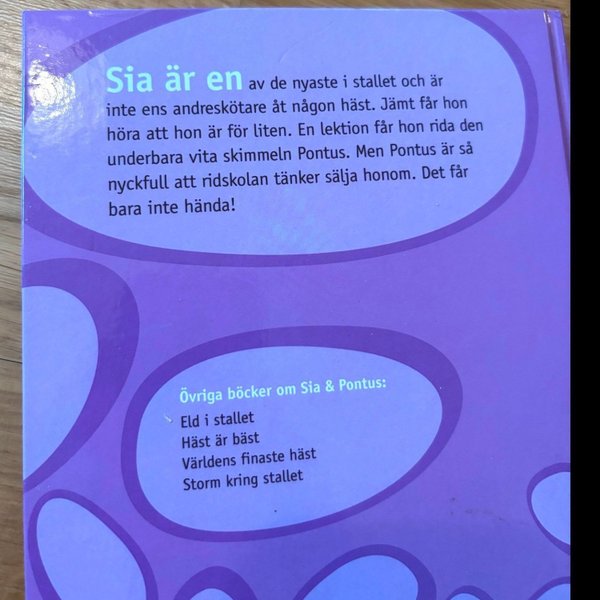 Sia är en av de nyaste i stallet och är
inte ens andreskötare åt någon häst. Jämt får hon
höra att hon är för liten. En lektion får hon rida den
underbara vita skimmeln Pontus. Men Pontus är så
nyckfull att ridskolan tänker sälja honom. Det får
bara inte hända!
Övriga böcker om Sia & Pontus:
Eld i stallet
Häst är bäst
Världens finaste häst
Storm kring stallet